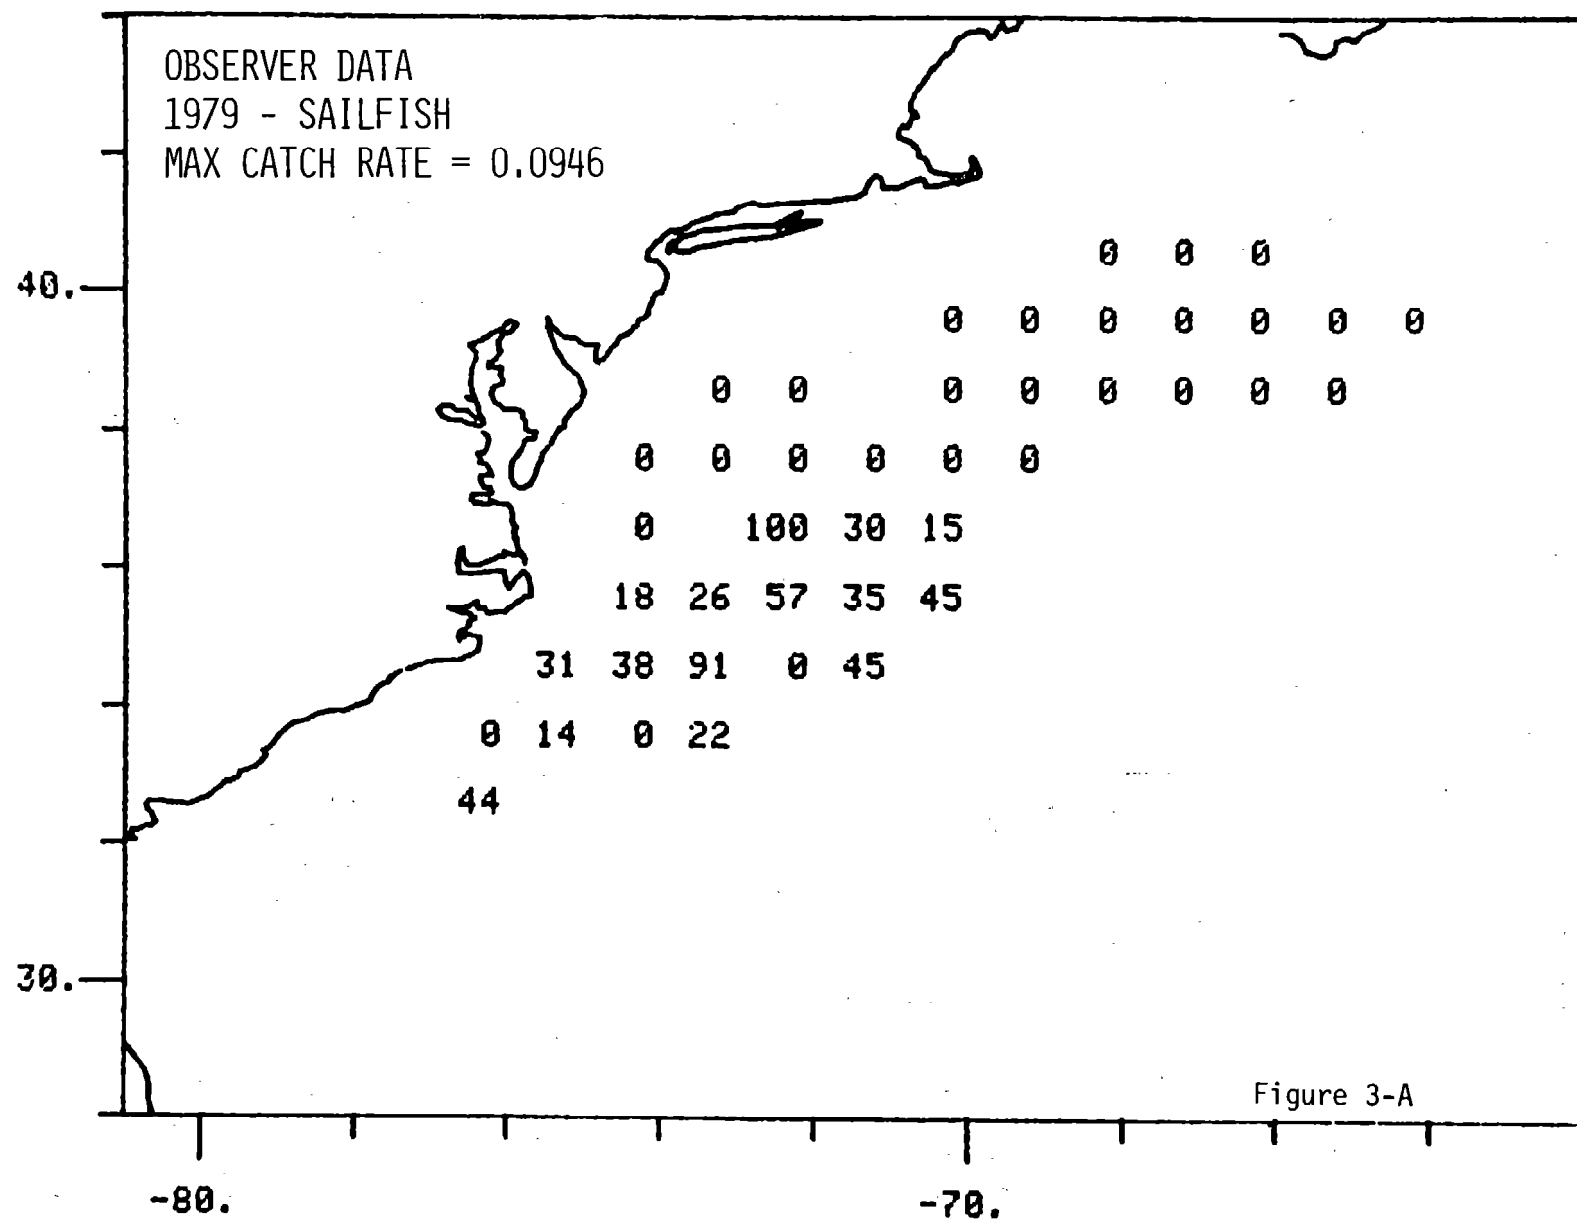 OBSERVER DATA
1979 - SAILFISH
MAX CATCH RATE = 0.0946
0 0 0
40.
0 0 0 0 0 0 0
0 0 0 0 0 0 0 0
0 0 0 0 0 0
0 100 30 15
18 26 57 35 45
31 38 91 0 45
0 14 0 22
44
30.
Figure 3-A
-80. -70.